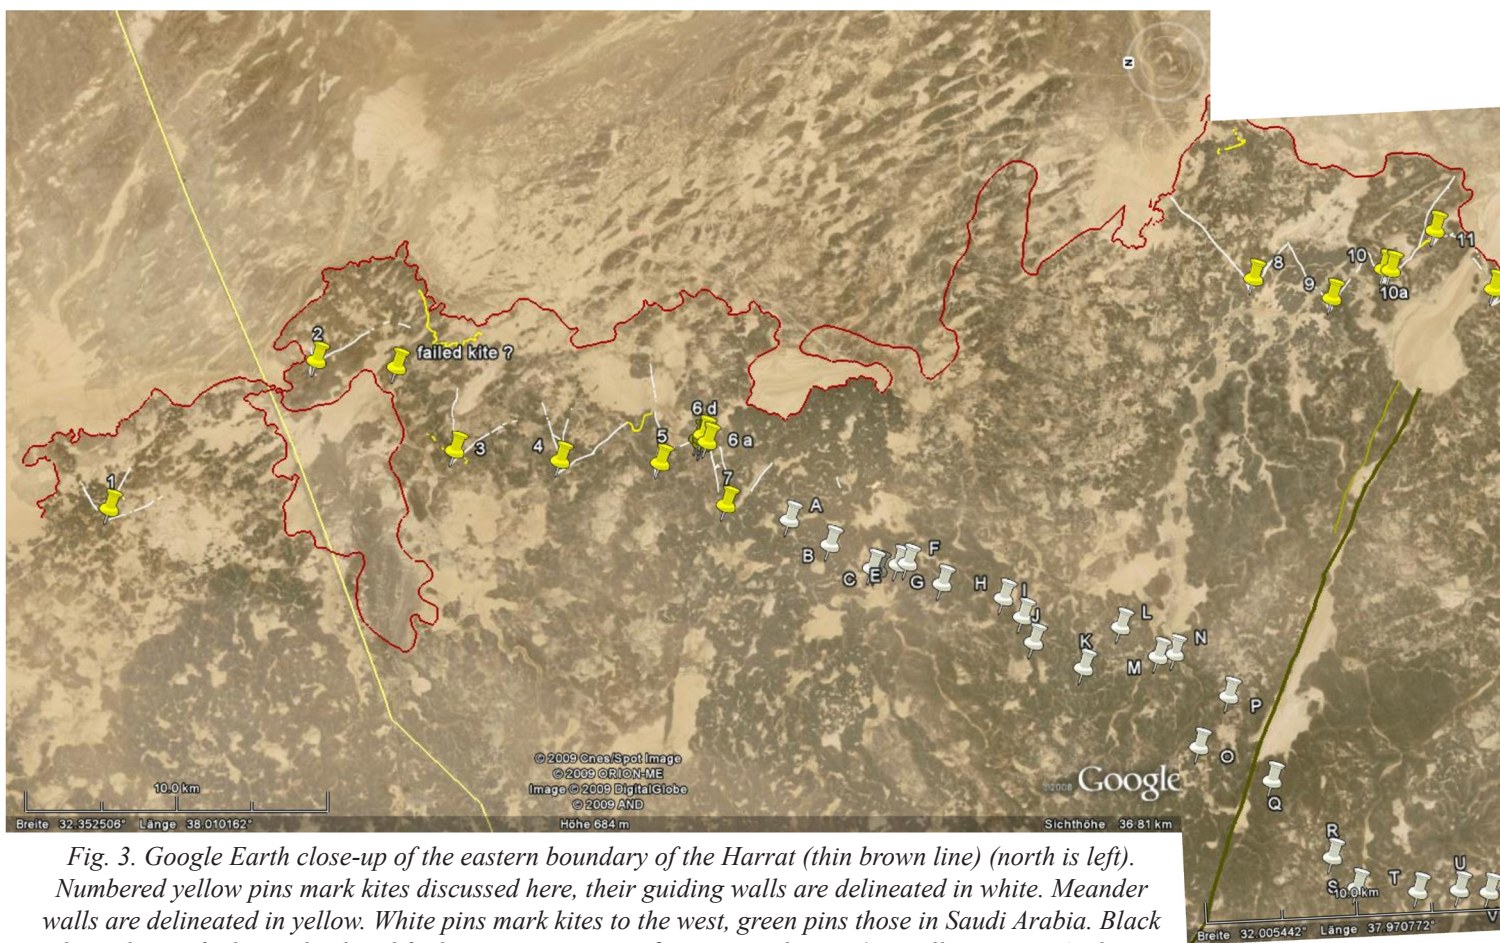 N
1
2
failed kite ?
3
4
5
6 d
6 a
7
8
9
10
10a
11
A
B
C
E
F
G
H
I
J
K
L
M
N
P
O
Q
R
S
T
U
V
10.0 km
© 2009 Cnes/Spot Image
© 2009 ORION-ME
Image © 2009 DigitalGlobe
© 2009 AND
©2008 Google
Breite 32.352506° Länge 38.010162° Höhe 684 m Sichthöhe 36.81 km
10.0 km
Breite 32.005442° Länge 37.970772°
Fig. 3. Google Earth close-up of the eastern boundary of the Harrat (thin brown line) (north is left).
Numbered yellow pins mark kites discussed here, their guiding walls are delineated in white. Meander
walls are delineated in yellow. White pins mark kites to the west, green pins those in Saudi Arabia. Black